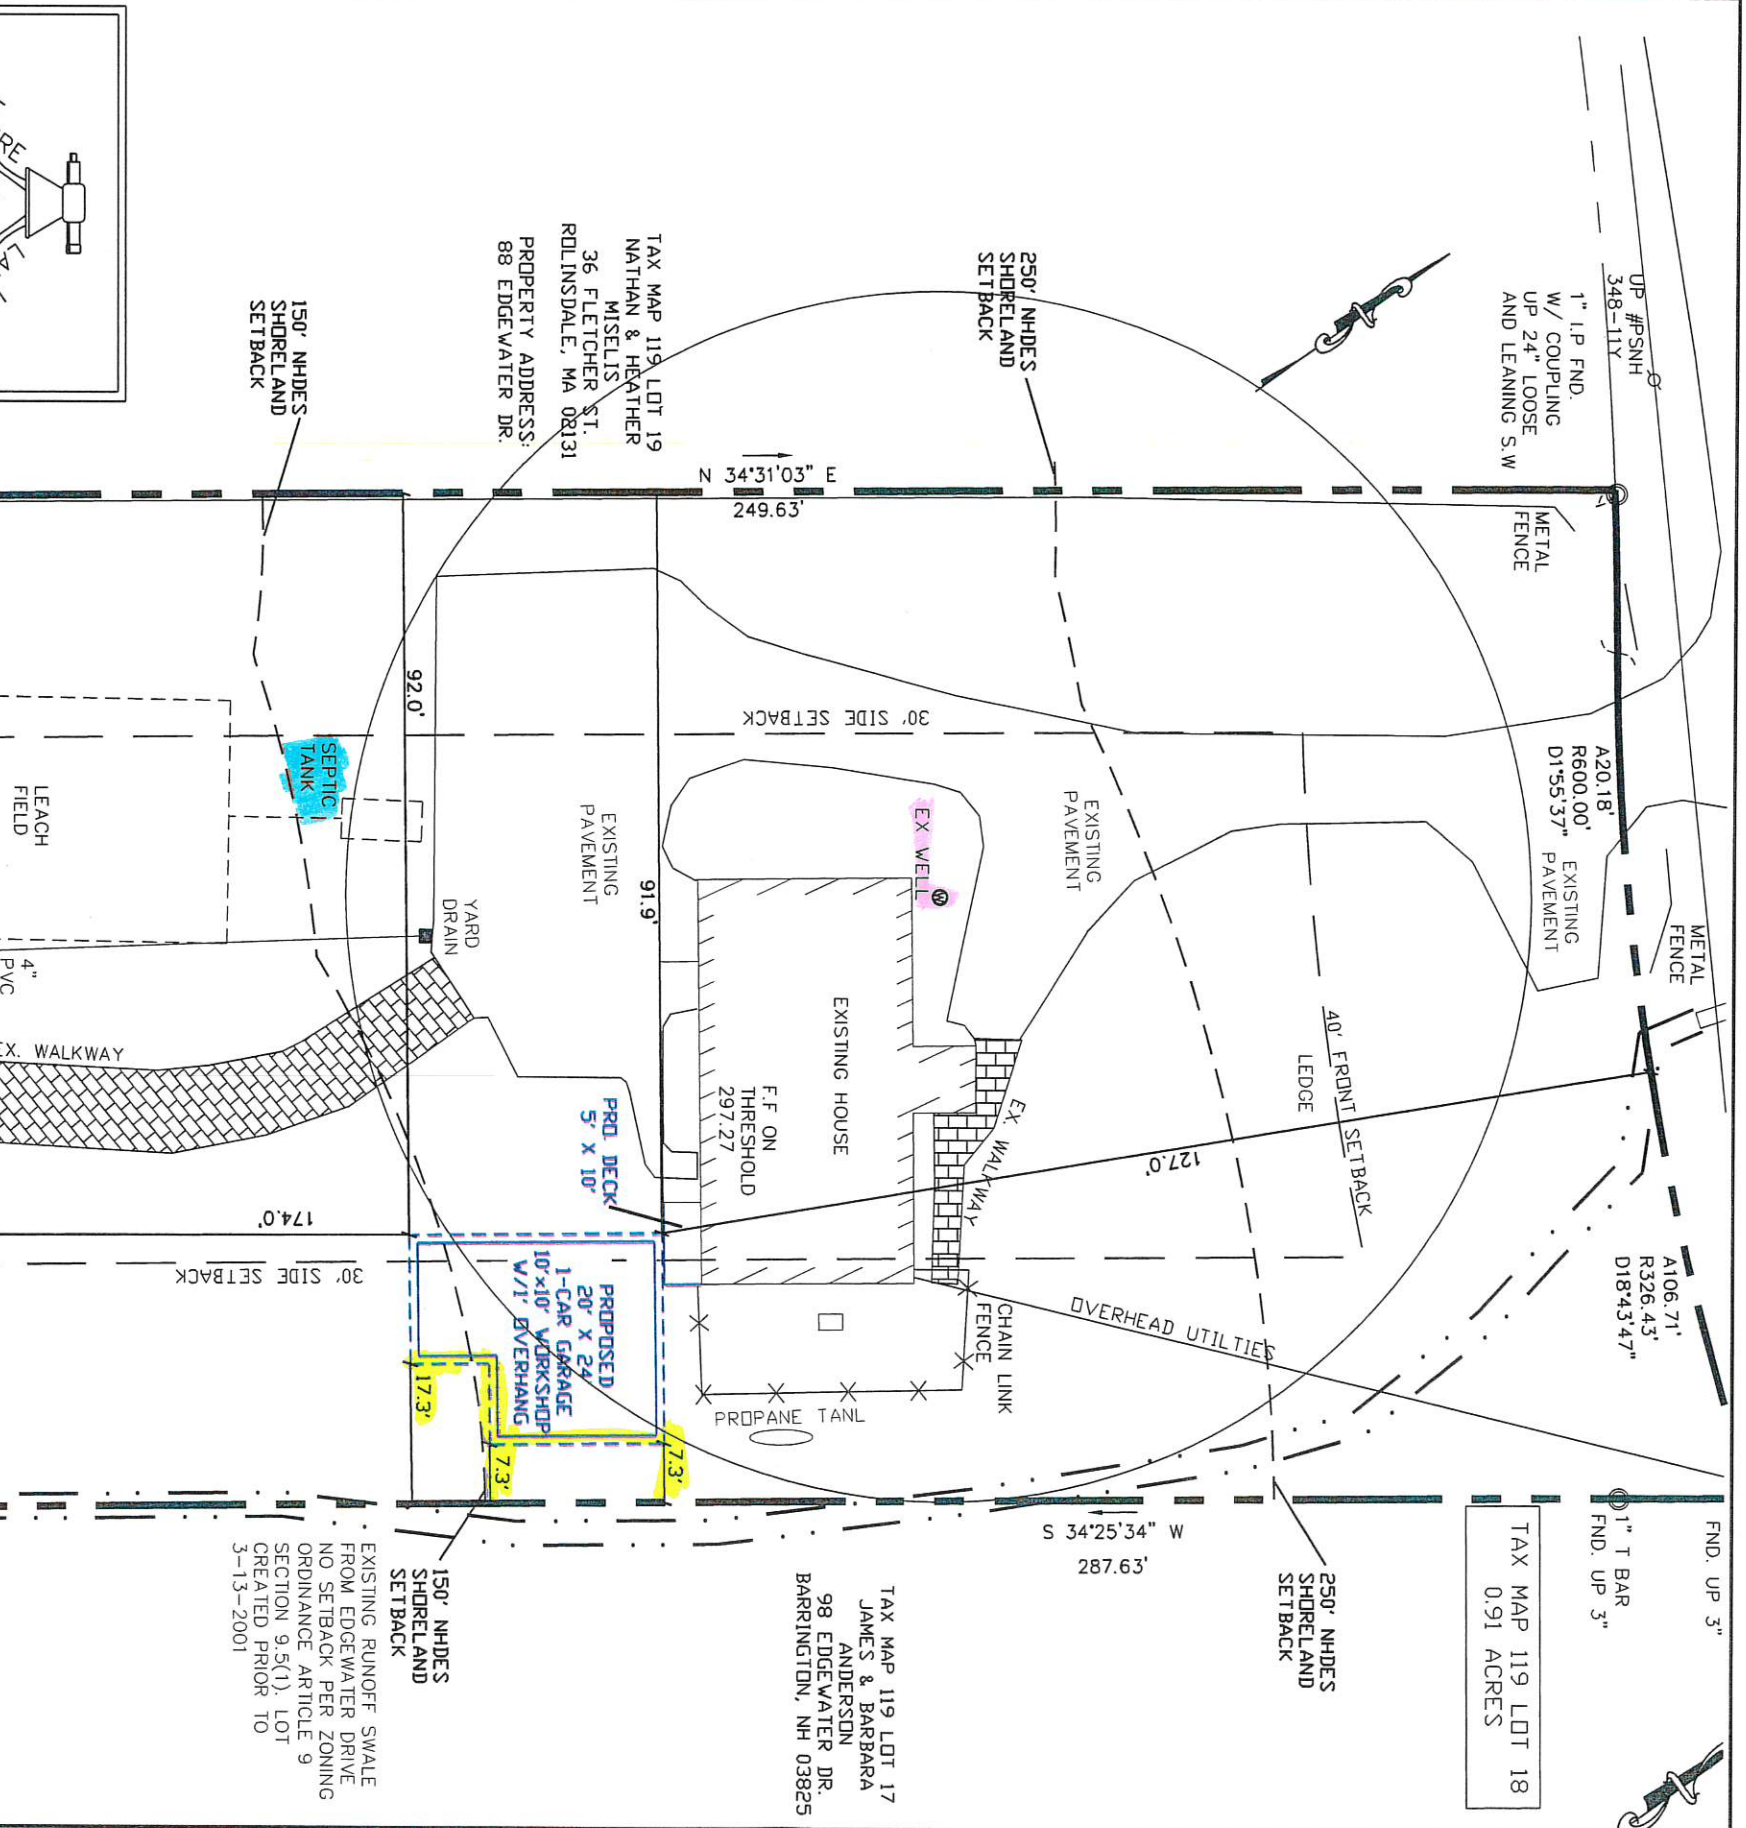 UP #PSNH
348-11Y
1" I.P FND.
W/ COUPLING
UP 24" LOOSE
AND LEANING S.W
METAL
FENCE
A20.18'
R600.00'
D1°55'37"
EXISTING
PAVEMENT
METAL
FENCE
A106.71'
R326.43'
D18°43'47"
FND. UP 3"
1" T BAR
FND. UP 3"
TAX MAP 119 LOT 18
0.91 ACRES
250' NHDES
SHORELAND
SETBACK
N 34°31'03" E
249.63'
30' SIDE SETBACK
EXISTING
PAVEMENT
40' FRONT SETBACK
LEDGE
127.0'
250' NHDES
SHORELAND
SETBACK
S 34°25'34" W
287.63'
OVERHEAD UTILTIES
CHAIN LINK
FENCE
EX. WALKWAY
EX WELL
W
EXISTING HOUSE
F.F ON
THRESHOLD
297.27
PROPANE TANL
TAX MAP 119 LOT 17
JAMES & BARBARA
ANDERSON
98 EDGEWATER DR.
BARRINGTON, NH 03825
TAX MAP 119 LOT 19
NATHAN & HEATHER
MISELIS
36 FLETCHER ST.
ROLINSDALE, MA 02131
PROPERTY ADDRESS:
88 EDGEWATER DR.
EXISTING
PAVEMENT
91.9'
92.0'
PRO. DECK
5' X 10'
PROPOSED
20' X 24'
1-CAR GARAGE
10'x10' WORKSHOP
W/1' OVERHANG
7.3'
7.3'
17.3'
YARD
DRAIN
150' NHDES
SHORELAND
SETBACK
SEPTIC
TANK
174.0'
30' SIDE SETBACK
150' NHDES
SHORELAND
SETBACK
EXISTING RUNOFF SWALE
FROM EDGEWATER DRIVE
NO SETBACK PER ZONING
ORDINANCE ARTICLE 9
SECTION 9.5(1). LOT
CREATED PRIOR TO
3-13-2001
LEACH
FIELD
4"
PVC
EX. WALKWAY